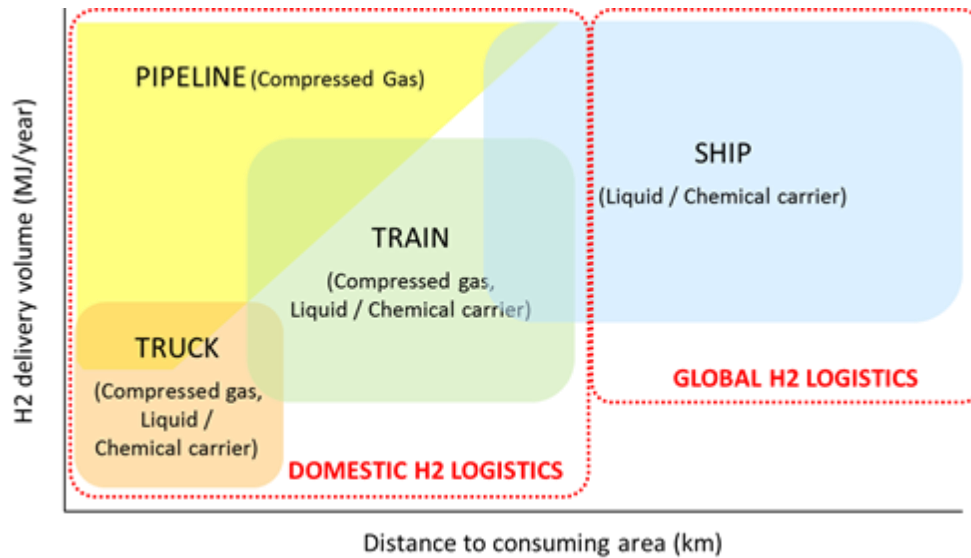 H2 delivery volume (MJ/year)
PIPELINE (Compressed Gas)
SHIP
(Liquid / Chemical carrier)
TRAIN
(Compressed gas,
Liquid / Chemical carrier)
TRUCK
(Compressed gas,
Liquid /
Chemical carrier)
GLOBAL H2 LOGISTICS
DOMESTIC H2 LOGISTICS
Distance to consuming area (km)